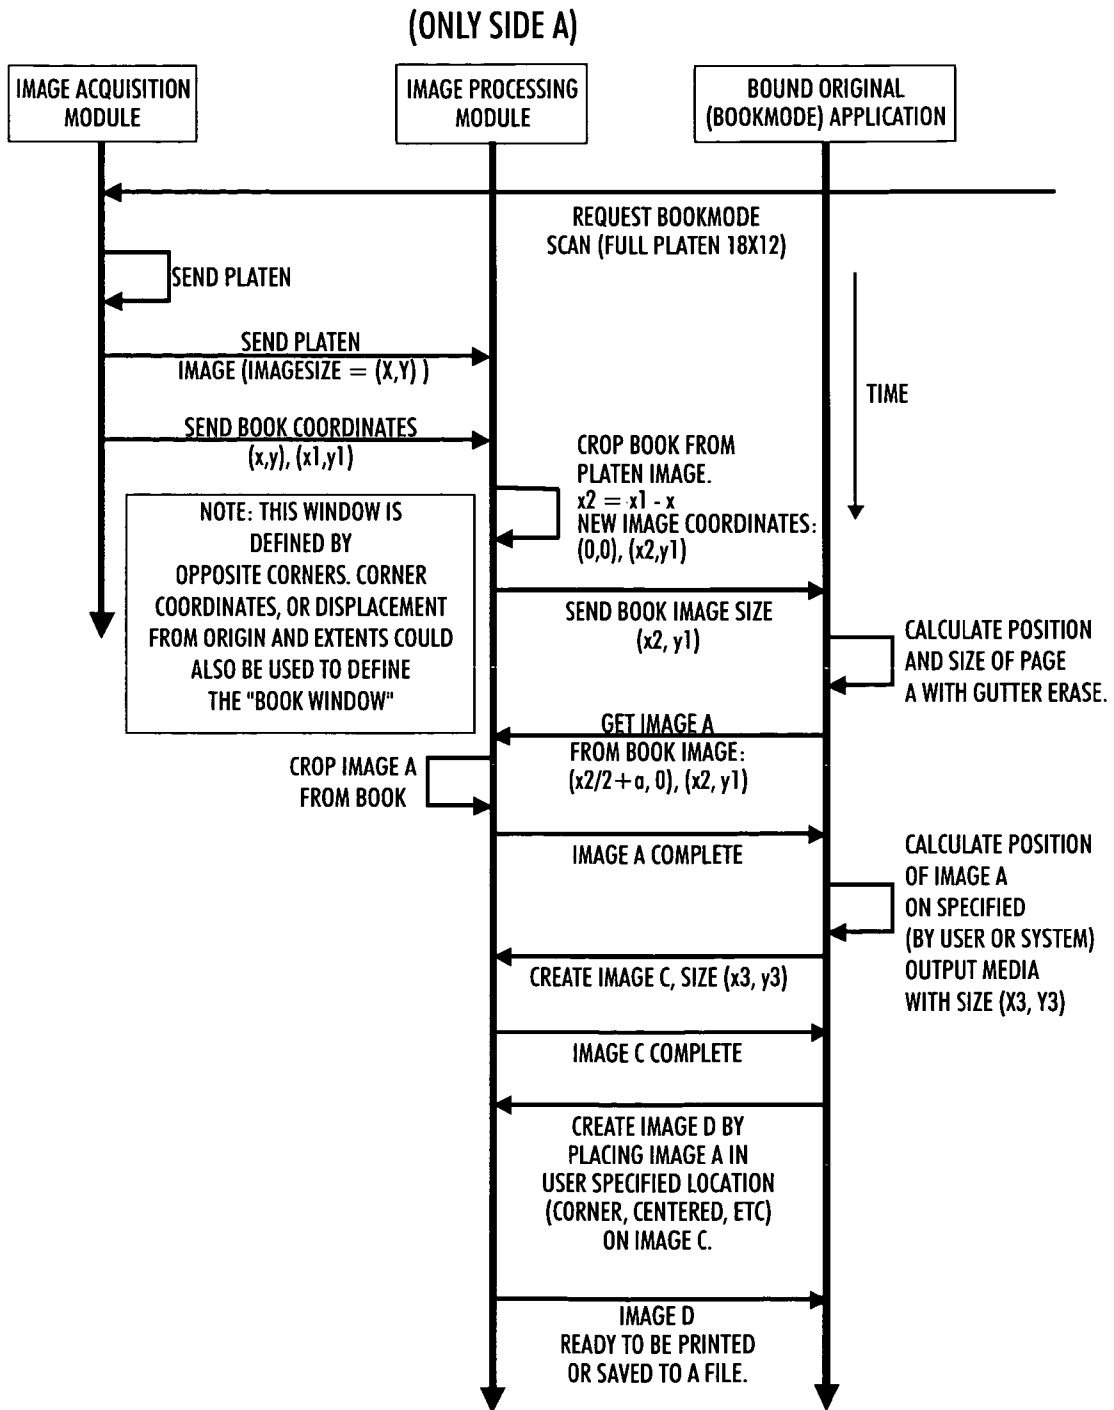 (ONLY SIDE A)
IMAGE ACQUISITION
MODULE
IMAGE PROCESSING
MODULE
BOUND ORIGINAL
(BOOKMODE) APPLICATION
REQUEST BOOKMODE
SCAN (FULL PLATEN 18X12)
SEND PLATEN
SEND PLATEN
IMAGE (IMAGESIZE = (X,Y) )
TIME
SEND BOOK COORDINATES
(x,y), (x1,y1)
CROP BOOK FROM
PLATEN IMAGE.
x2 = x1 - x
NEW IMAGE COORDINATES:
(0,0), (x2,y1)
NOTE: THIS WINDOW IS
DEFINED BY
OPPOSITE CORNERS. CORNER
COORDINATES, OR DISPLACEMENT
FROM ORIGIN AND EXTENTS COULD
ALSO BE USED TO DEFINE
THE "BOOK WINDOW"
SEND BOOK IMAGE SIZE
(x2, y1)
CALCULATE POSITION
AND SIZE OF PAGE
A WITH GUTTER ERASE.
GET IMAGE A
FROM BOOK IMAGE:
(x2/2+a, 0), (x2, y1)
CROP IMAGE A
FROM BOOK
IMAGE A COMPLETE
CALCULATE POSITION
OF IMAGE A
ON SPECIFIED
(BY USER OR SYSTEM)
OUTPUT MEDIA
WITH SIZE (X3, Y3)
CREATE IMAGE C, SIZE (x3, y3)
IMAGE C COMPLETE
CREATE IMAGE D BY
PLACING IMAGE A IN
USER SPECIFIED LOCATION
(CORNER, CENTERED, ETC)
ON IMAGE C.
IMAGE D
READY TO BE PRINTED
OR SAVED TO A FILE.